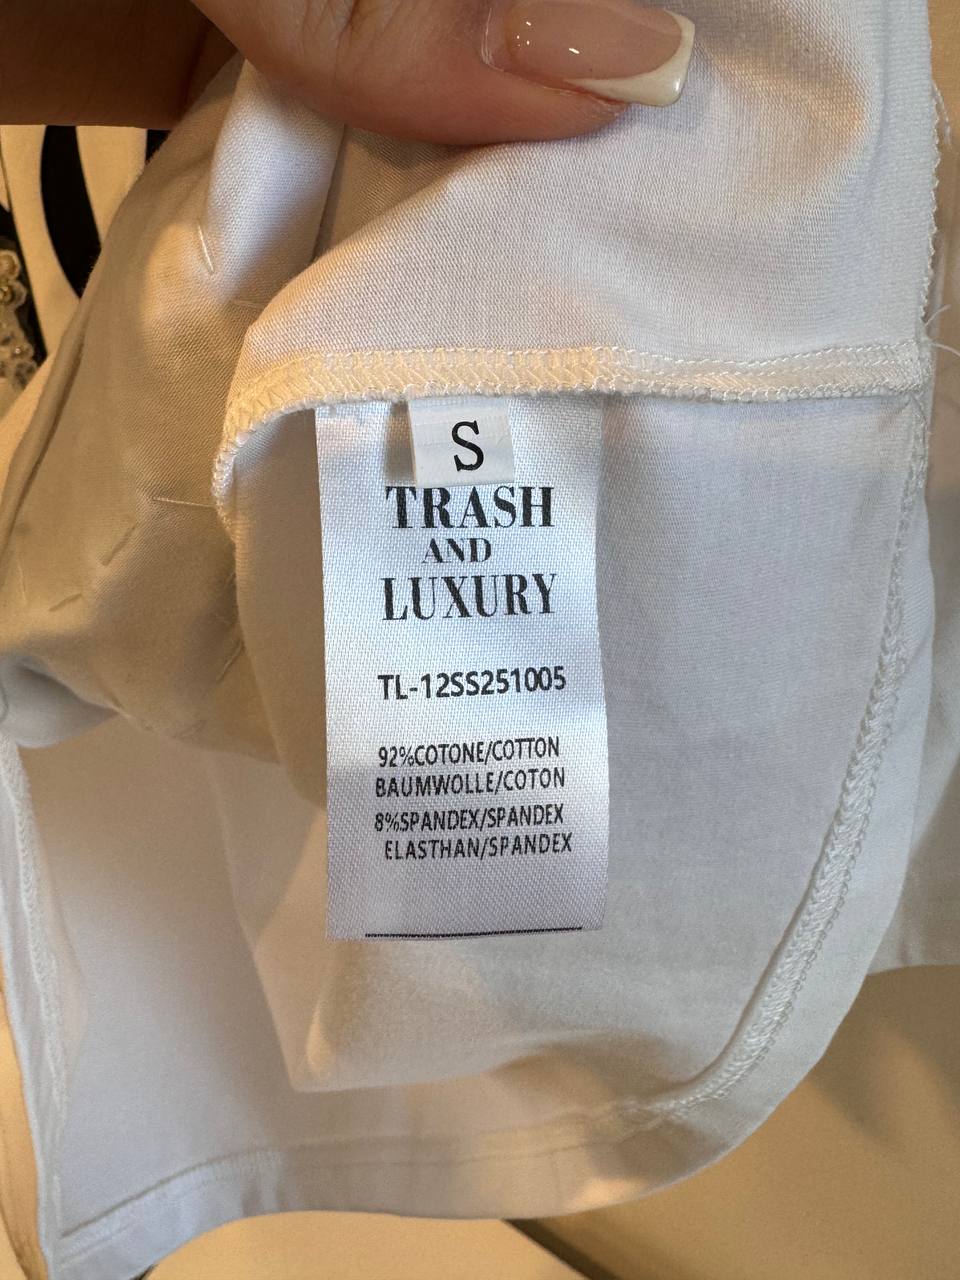 S
TRASH
AND
LUXURY
TL-12SS251005
92%COTONE/COTTON
BAUMWOLLE/COTON
8%SPANDEX/SPANDEX
ELASTHAN/SPANDEX